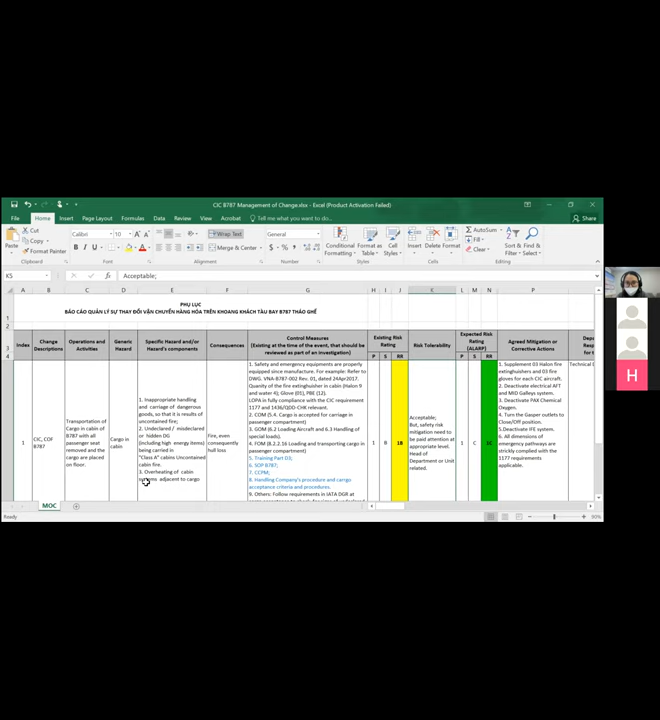 CIC B787 Management of Change.xlsx - Excel (Product Activation Failed)
File Home Insert Page Layout Formulas Data Review View Acrobat Tell me what you want to do... Share
Cut
Copy
Format Painter
Paste
Calibri 10
B I U
Wrap Text
Merge & Center
General
Conditional Formatting
Format as Table
Cell Styles
Insert Delete Format
AutoSum
Fill
Clear
Sort & Filter
Find & Select
Clipboard Font Alignment Number Styles Cells Editing
K5 Acceptable;
A B C D E F G H I J K L M N P
1
PHỤ LỤC
BÁO CÁO QUẢN LÝ SỰ THAY ĐỔI VẬN CHUYỂN HÀNG HÓA TRÊN KHOANG KHÁCH TÀU BAY B787 THÁO GHẾ
2
3
4
Index
Change Descriptions
Operations and Activities
Generic Hazard
Specific Hazard and/or Hazard's components
Consequences
Control Measures
(Existing at the time of the event, that should be reviewed as part of an investigation)
Existing Risk Rating
P S RR
Risk Tolerability
Expected Risk Rating (ALARP)
P S RR
Agreed Mitigation or Corrective Actions
1
CIC, COF B787
Transportation of
Cargo in cabin of
B787 with all
passenger seat
removed and the
cargo are placed
on floor.
Cargo in cabin
1. Inappropriate handling
and carriage of dangerous
goods, so that it results of
uncontained fire;
2. Undeclared / misdeclared
or hidden DG
(including high energy items)
being carried in
"Class A" cabins Uncontained
cabin fire.
3. Overheating of cabin
systems adjacent to cargo
Fire, even
consequently
hull loss
1. Safety and emergency equipments are properly
equipped since manufacture. For example: Refer to
DWG. VNA-B787-002 Rev. 01, dated 24Apr2017.
Quantity of the fire extinguisher in cabin (Halon 9
and water 4); Glove (01), PBE (12).
LOPA in fully compliance with the CIC requirement
1177 and 1436/QDD-CHK relevant.
2. COM (5.4. Cargo is accepted for carriage in
passenger compartment)
3. GOM (6.2 Loading Aircraft and 6.3 Handling of
special loads).
4. FOM (8.2.2.16 Loading and transporting cargo in
passenger compartment)
5. Training Part D3;
6. SOP B787;
7. CCPM;
8. Handling Company's procedure and cargo
acceptance criteria and procedures.
9. Others: Follow requirements in IATA DGR at
1 B 1B
Acceptable;
But, safety risk
mitigation need to
be paid attention at
appropriate level.
Head of
Department or Unit
related.
1 C 1C
1. Supplement 03 Halon fire
extinguishers and 03 fire
gloves for each CIC aircraft.
2. Deactivate electrical AFT
and MID Galleys system.
3. Deactivate PAX Chemical
Oxygen.
4. Turn the Gasper outlets to
Close/Off position.
5.Deactivate IFE system.
6. All dimensions of
emergency pathways are
strictly complied with the
1177 requirements
applicable.
MOC
Ready
90%
H